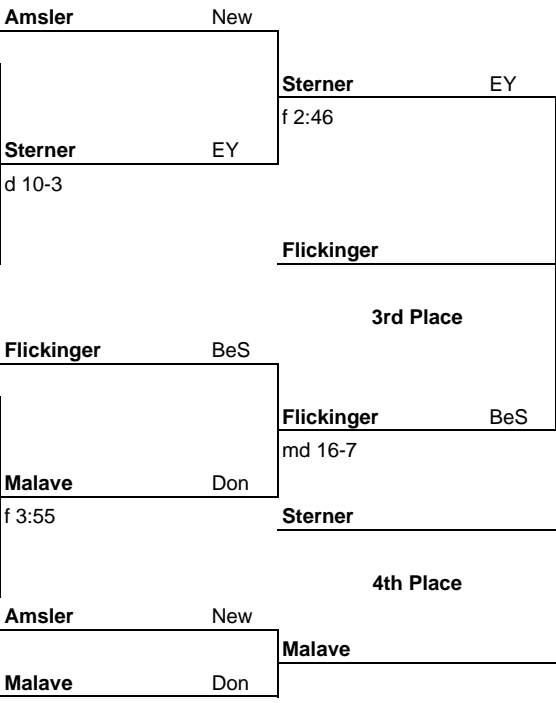 Amsler New
Sterner EY
f 2:46
Sterner EY
d 10-3
Flickinger
3rd Place
Flickinger BeS
Flickinger BeS
md 16-7
Malave Don
f 3:55
Sterner
4th Place
Amsler New
Malave
Malave Don